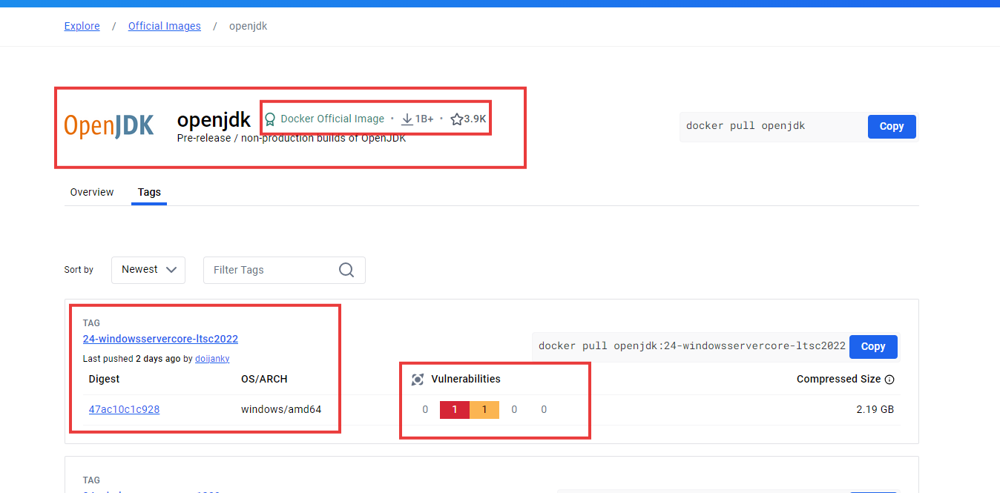 Explore / Official Images / openjdk
OpenJDK
openjdk Docker Official Image · 1B+ · 3.9K
Pre-release / non-production builds of OpenJDK
docker pull openjdk
Copy
Overview Tags
Sort by Newest Filter Tags
TAG
24-windowsservercore-ltsc2022
docker pull openjdk:24-windowsservercore-ltsc2022 Copy
Last pushed 2 days ago by doijanky
Digest OS/ARCH Vulnerabilities Compressed Size
47ac10c1c928 windows/amd64 0 1 1 0 0 2.19 GB
TAG